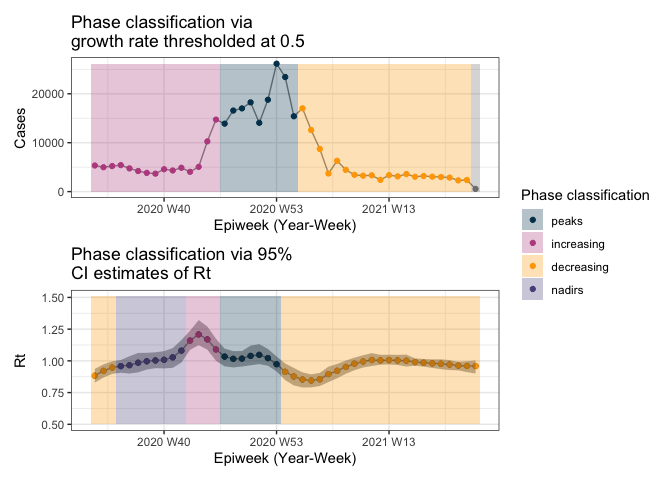 Phase classification via
growth rate thresholded at 0.5
Cases
20000
10000
0
2020 W40
2020 W53
2021 W13
Epiweek (Year-Week)
Phase classification
peaks
increasing
decreasing
nadirs
Phase classification via 95%
CI estimates of Rt
Rt
1.50
1.25
1.00
0.75
0.50
2020 W40
2020 W53
2021 W13
Epiweek (Year-Week)